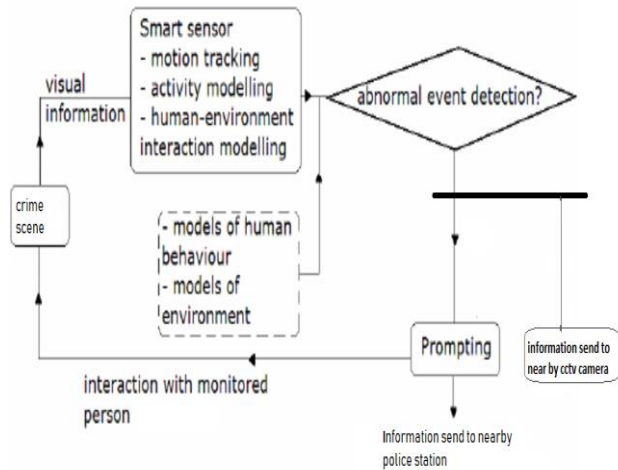 Smart sensor
- motion tracking
- activity modelling
- human-environment
interaction modelling
visual
information
abnormal event detection?
crime
scene
- models of human
behaviour
- models of
environment
Prompting
information send to
near by cctv camera
interaction with monitored
person
Information send to nearby
police station